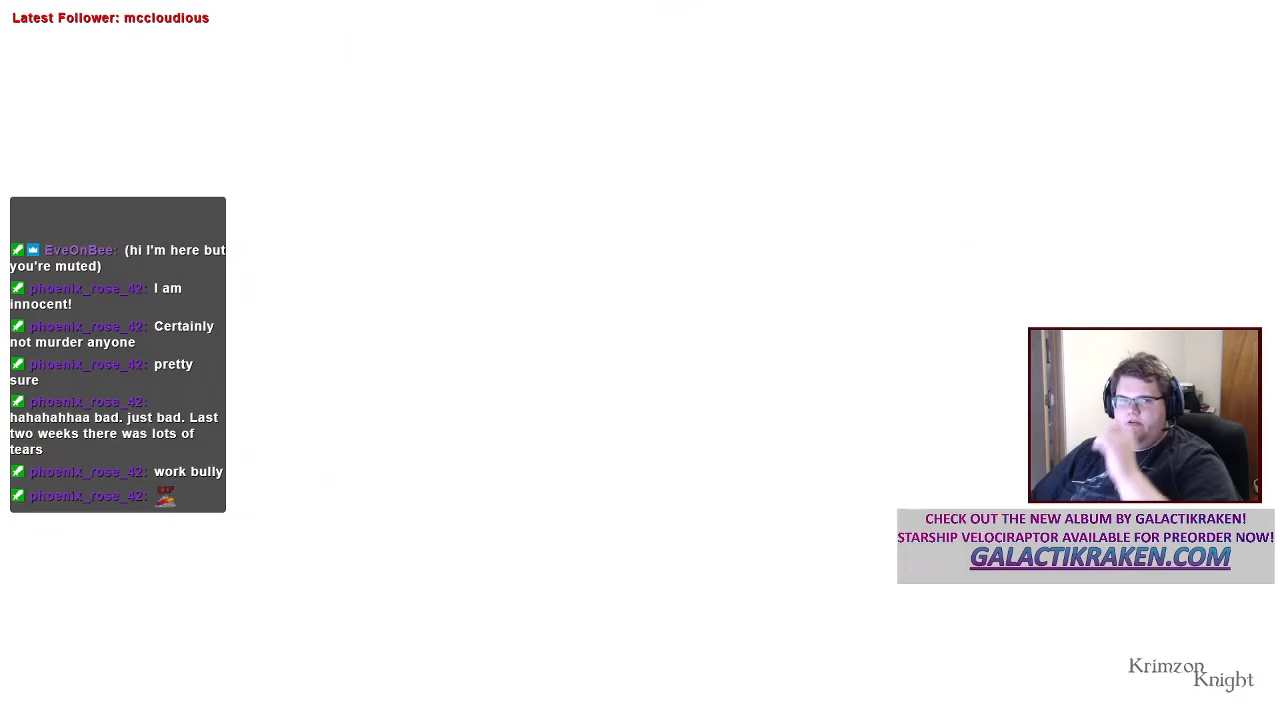 Latest Follower: mccloudious
EveOnBee: (hi I'm here but
you're muted)
phoenix_rose_42: I am
innocent!
phoenix_rose_42: Certainly
not murder anyone
phoenix_rose_42: pretty
sure
phoenix_rose_42:
hahahahhaa bad. just bad. Last
two weeks there was lots of
tears
phoenix_rose_42: work bully
phoenix_rose_42:
CHECK OUT THE NEW ALBUM BY GALACTIKRAKEN!
STARSHIP VELOCIRAPTOR AVAILABLE FOR PREORDER NOW!
GALACTIKRAKEN.COM
Krimzon
Knight